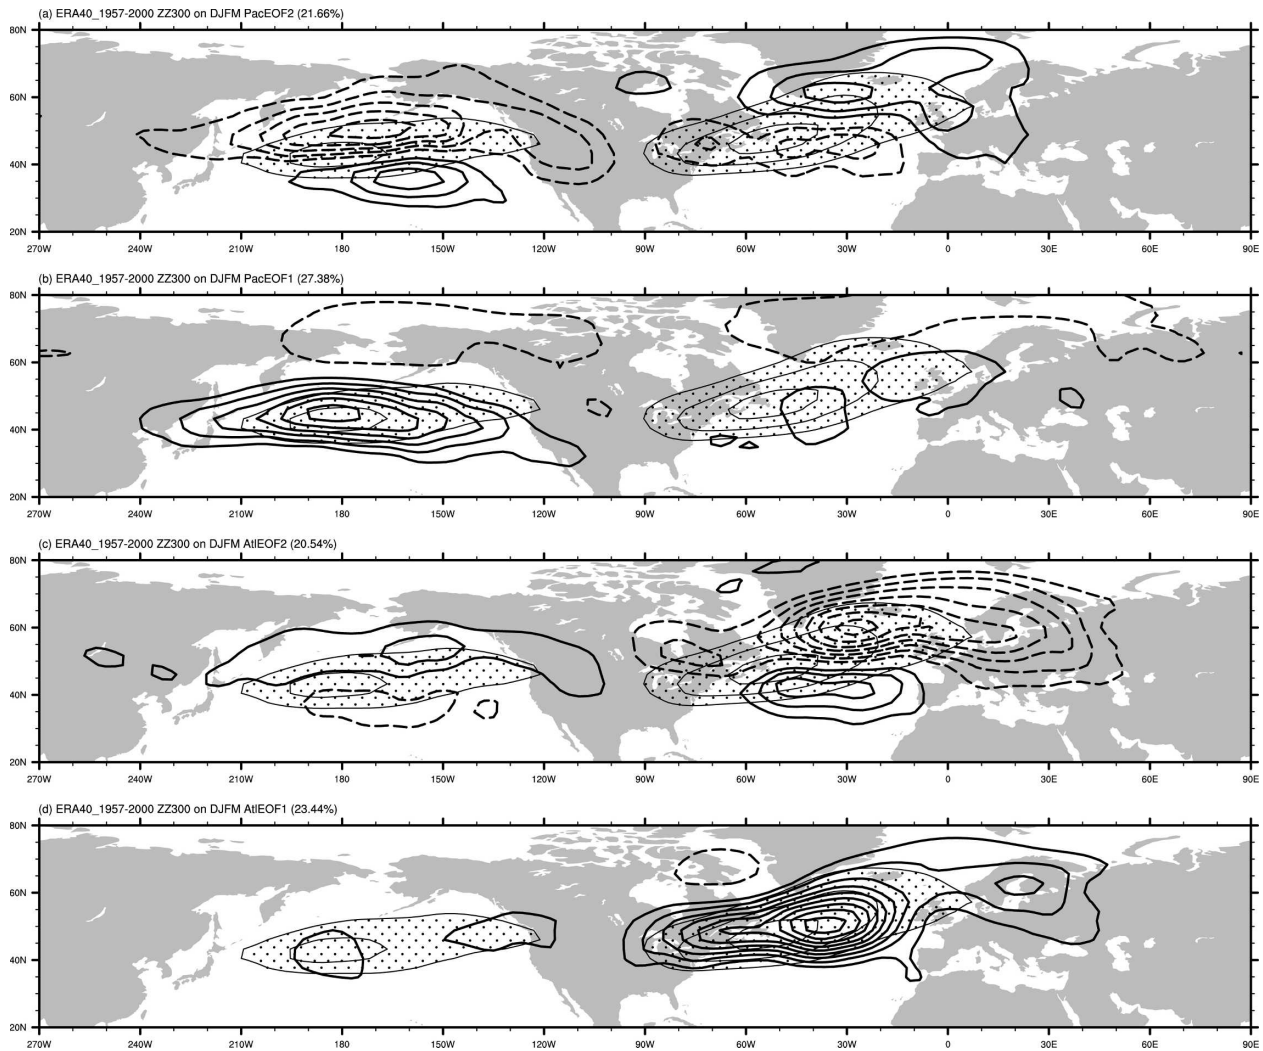 (a) ERA40_1957-2000 ZZ300 on DJFM PacEOF2 (21.66%)
80N
60N
40N
20N
270W 240W 210W 180 150W 120W 90W 60W 30W 0 30E 60E 90E
(b) ERA40_1957-2000 ZZ300 on DJFM PacEOF1 (27.38%)
80N
60N
40N
20N
270W 240W 210W 180 150W 120W 90W 60W 30W 0 30E 60E 90E
(c) ERA40_1957-2000 ZZ300 on DJFM AtlEOF2 (20.54%)
80N
60N
40N
20N
270W 240W 210W 180 150W 120W 90W 60W 30W 0 30E 60E 90E
(d) ERA40_1957-2000 ZZ300 on DJFM AtlEOF1 (23.44%)
80N
60N
40N
20N
270W 240W 210W 180 150W 120W 90W 60W 30W 0 30E 60E 90E